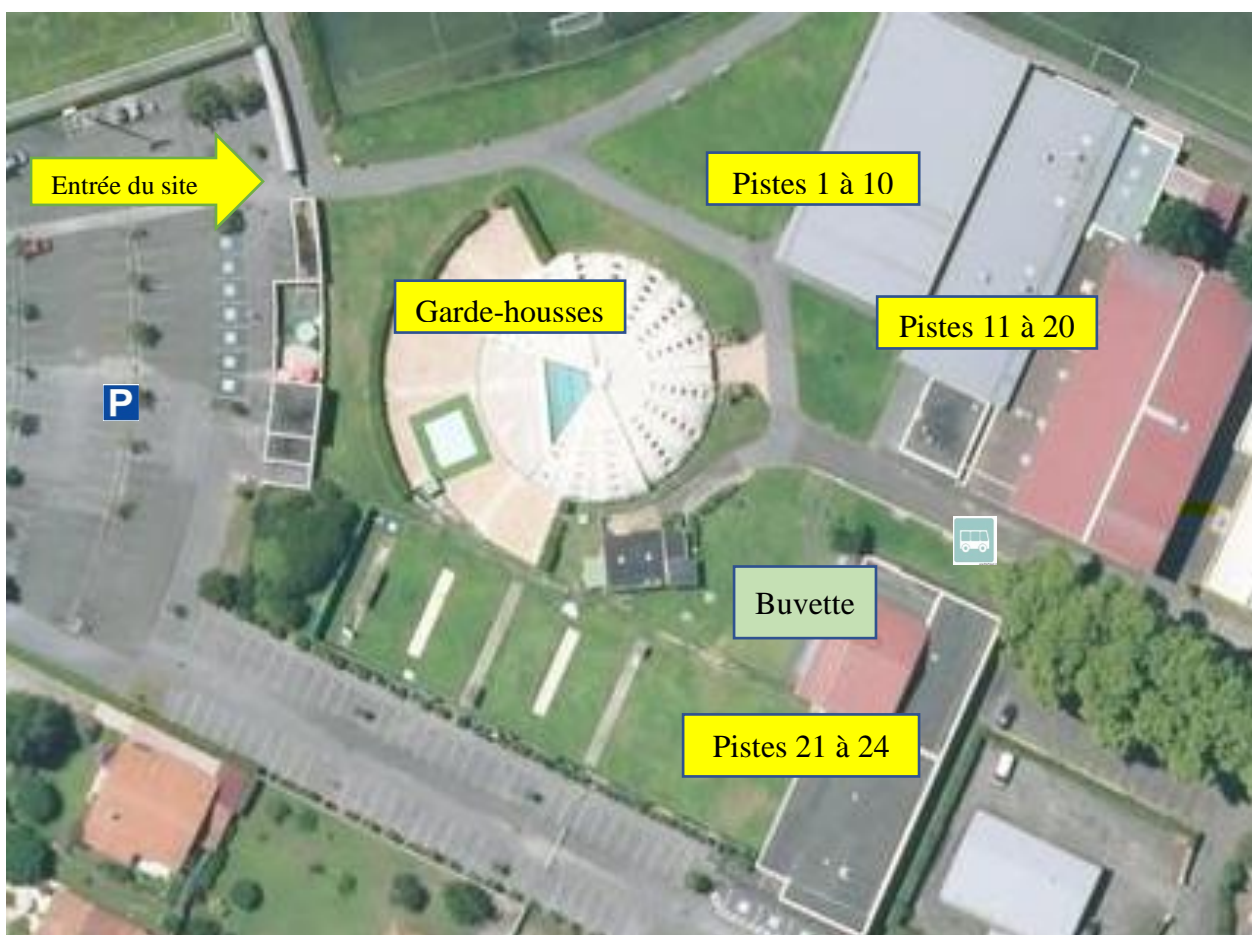 Entrée du site
Pistes 1 à 10
Garde-housses
Pistes 11 à 20
P
Buvette
Pistes 21 à 24